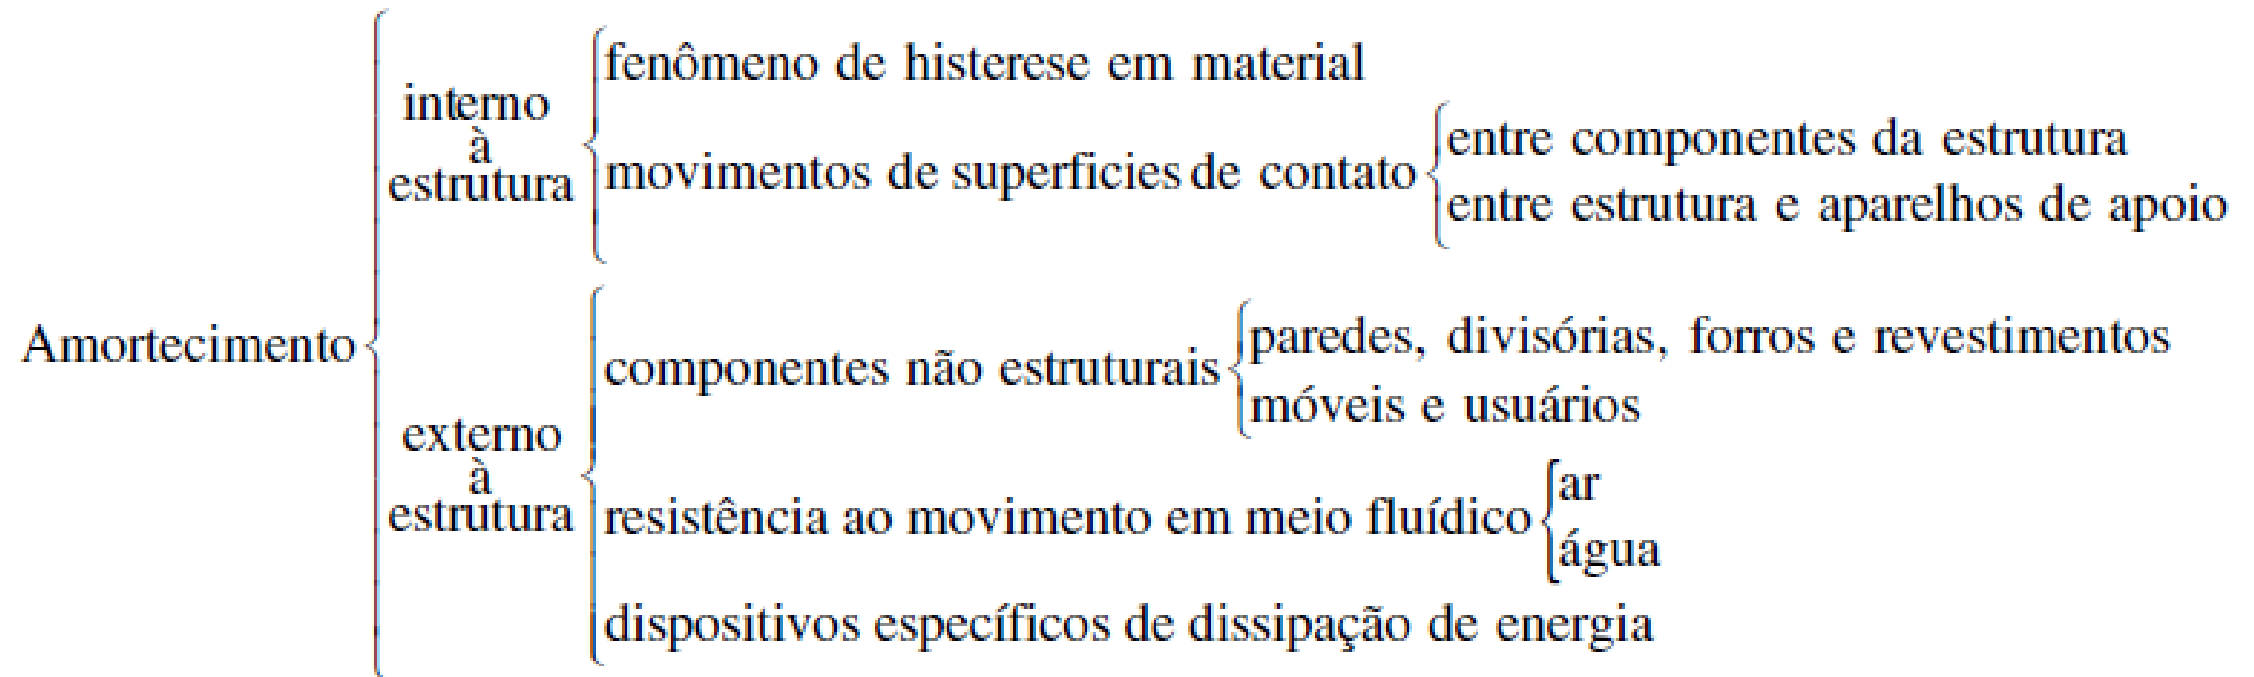 fenômeno de histerese em material
interno
à
estrutura
movimentos de superficies de contato
entre componentes da estrutura
entre estrutura e aparelhos de apoio
Amortecimento
componentes não estruturais
paredes, divisórias, forros e revestimentos
móveis e usuários
externo
à
estrutura
resistência ao movimento em meio fluídico
ar
água
dispositivos específicos de dissipação de energia